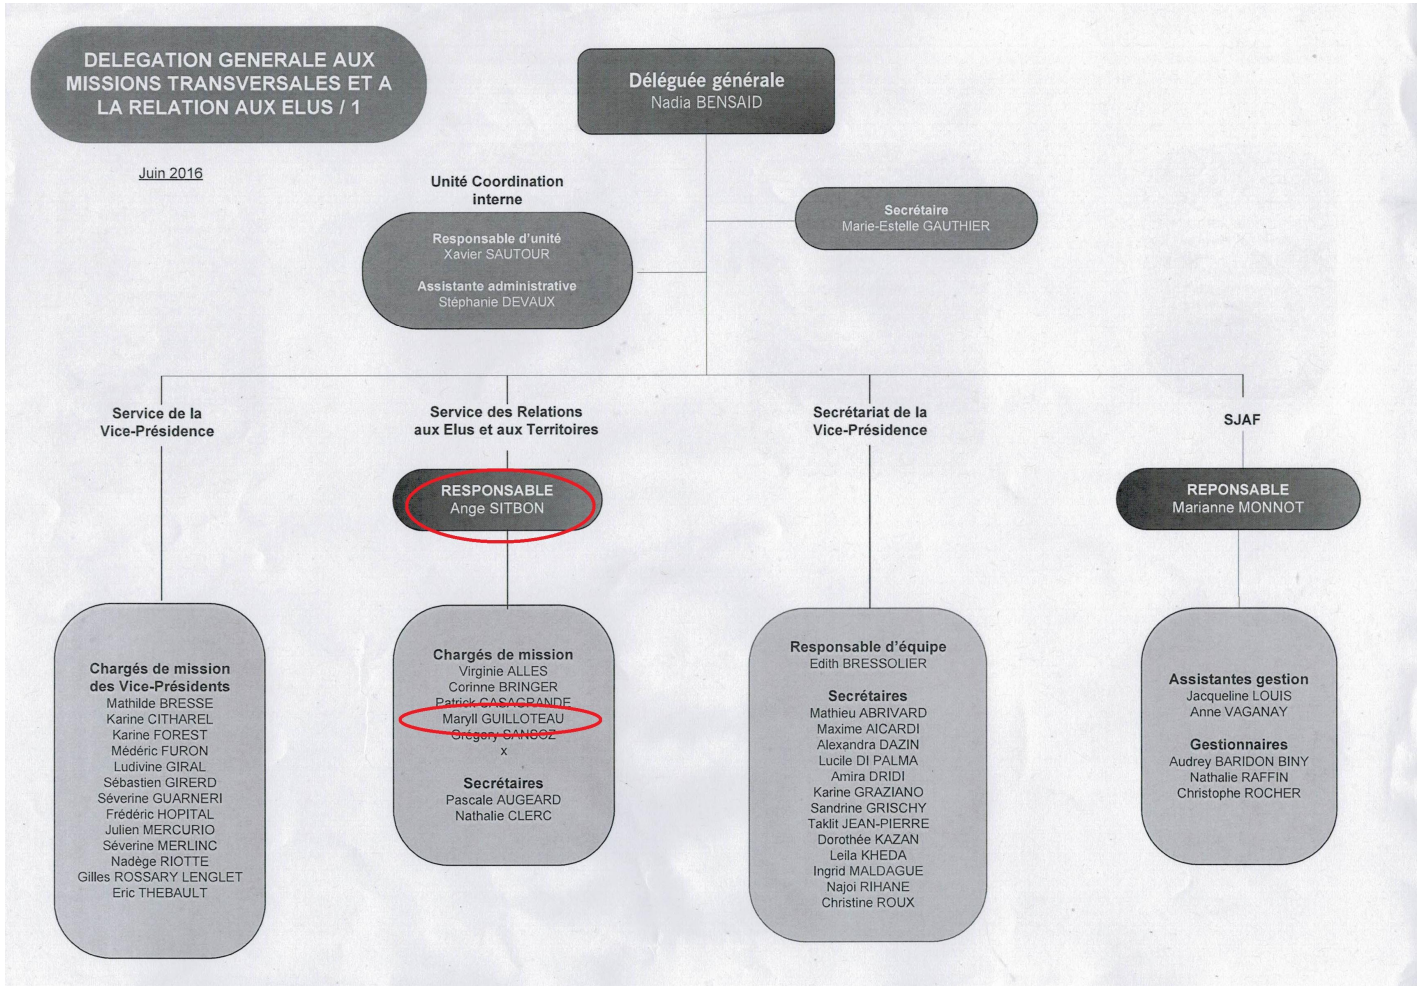 DELEGATION GENERALE AUX
MISSIONS TRANSVERSALES ET A
LA RELATION AUX ELUS / 1
Juin 2016
Déléguée générale
Nadia BENSAID
Unité Coordination
interne
Responsable d'unité
Xavier SAUTOUR
Assistante administrative
Stéphanie DEVAUX
Secrétaire
Marie-Estelle GAUTHIER
Service de la
Vice-Présidence
Chargés de mission
des Vice-Présidents
Mathilde BRESSE
Karine CITHAREL
Karine FOREST
Médéric FURON
Ludivine GIRAL
Sébastien GIRERD
Séverine GUARNERI
Frédéric HOPITAL
Julien MERCURIO
Séverine MERLINC
Nadège RIOTTE
Gilles ROSSARY LENGLET
Eric THEBAULT
Service des Relations
aux Elus et aux Territoires
RESPONSABLE
Ange SITBON
Chargés de mission
Virginie ALLES
Corinne BRINGER
Patrick CASAGRANDE
Maryll GUILLOTEAU
Grégory SANSOZ
x
Secrétaires
Pascale AUGEARD
Nathalie CLERC
Secrétariat de la
Vice-Présidence
Responsable d'équipe
Edith BRESSOLIER
Secrétaires
Mathieu ABRIVARD
Maxime AICARDI
Alexandra DAZIN
Lucile DI PALMA
Amira DRIDI
Karine GRAZIANO
Sandrine GRISCHY
Taklit JEAN-PIERRE
Dorothée KAZAN
Leila KHEDA
Ingrid MALDAGUE
Najoi RIHANE
Christine ROUX
SJAF
REPONSABLE
Marianne MONNOT
Assistantes gestion
Jacqueline LOUIS
Anne VAGANAY
Gestionnaires
Audrey BARIDON BINY
Nathalie RAFFIN
Christophe ROCHER